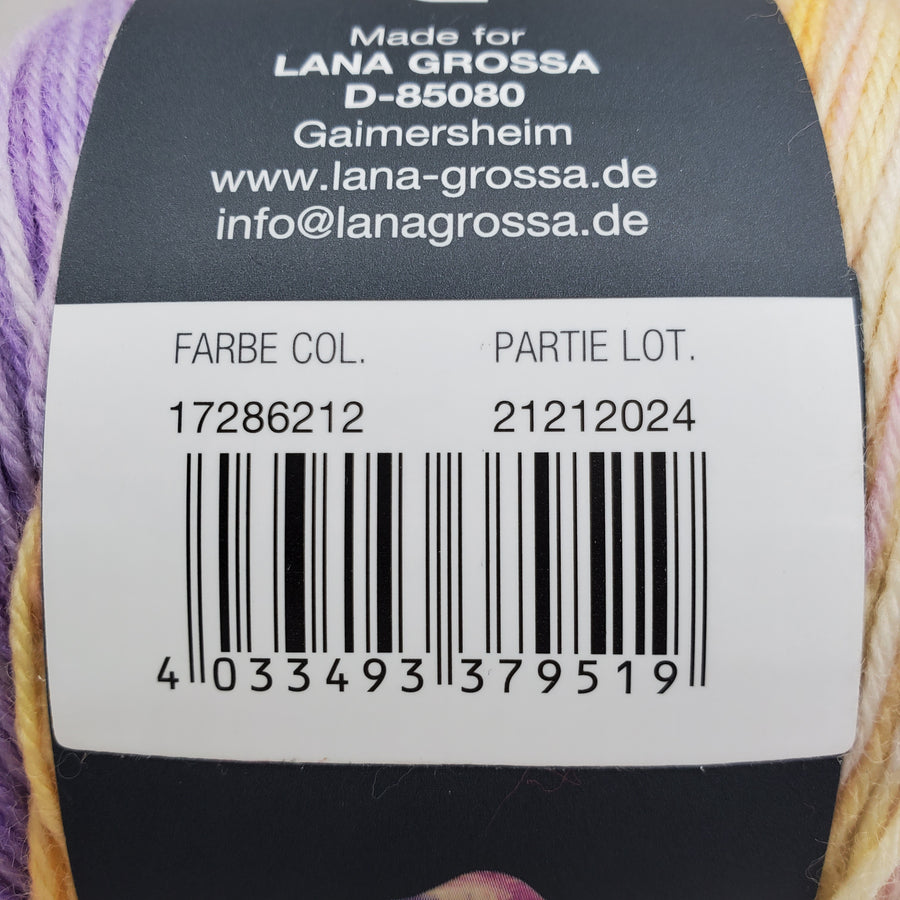 Made for
LANA GROSSA
D-85080
Gaimersheim
www.lana-grossa.de
info@lanagrossa.de
FARBE COL. PARTIE LOT.
17286212 21212024
4 033493 379519